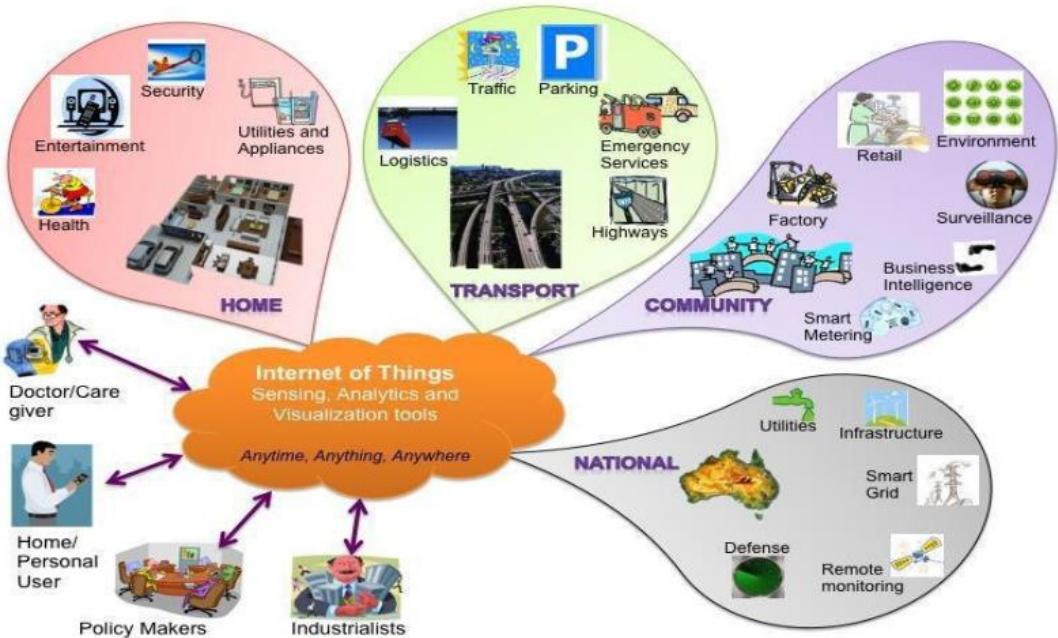 Security
Entertainment
Utilities and
Appliances
Health
HOME
Traffic
Parking
Logistics
Emergency
Services
Highways
TRANSPORT
Retail
Environment
Factory
Surveillance
Business
Intelligence
COMMUNITY
Smart
Metering
Internet of Things
Sensing, Analytics and
Visualization tools
Anytime, Anything, Anywhere
Doctor/Care
giver
Home/
Personal
User
Policy Makers
Industrialists
NATIONAL
Utilities
Infrastructure
Smart
Grid
Defense
Remote
monitoring
P